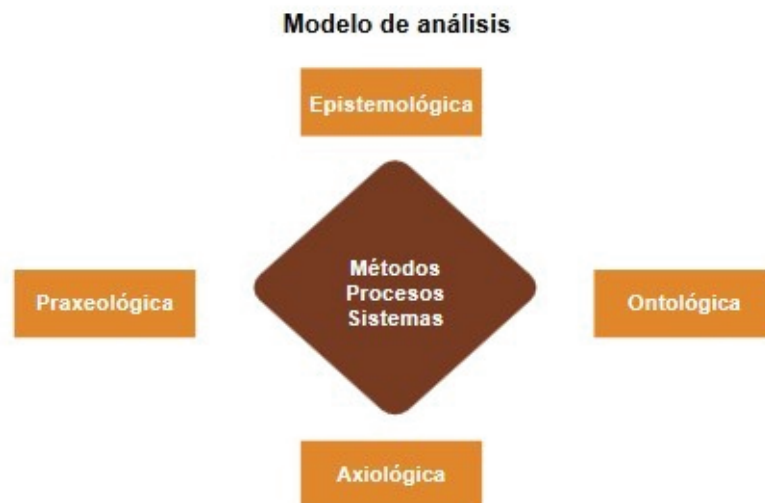 Modelo de análisis
Epistemológica
Métodos
Procesos
Sistemas
Praxeológica
Ontológica
Axiológica